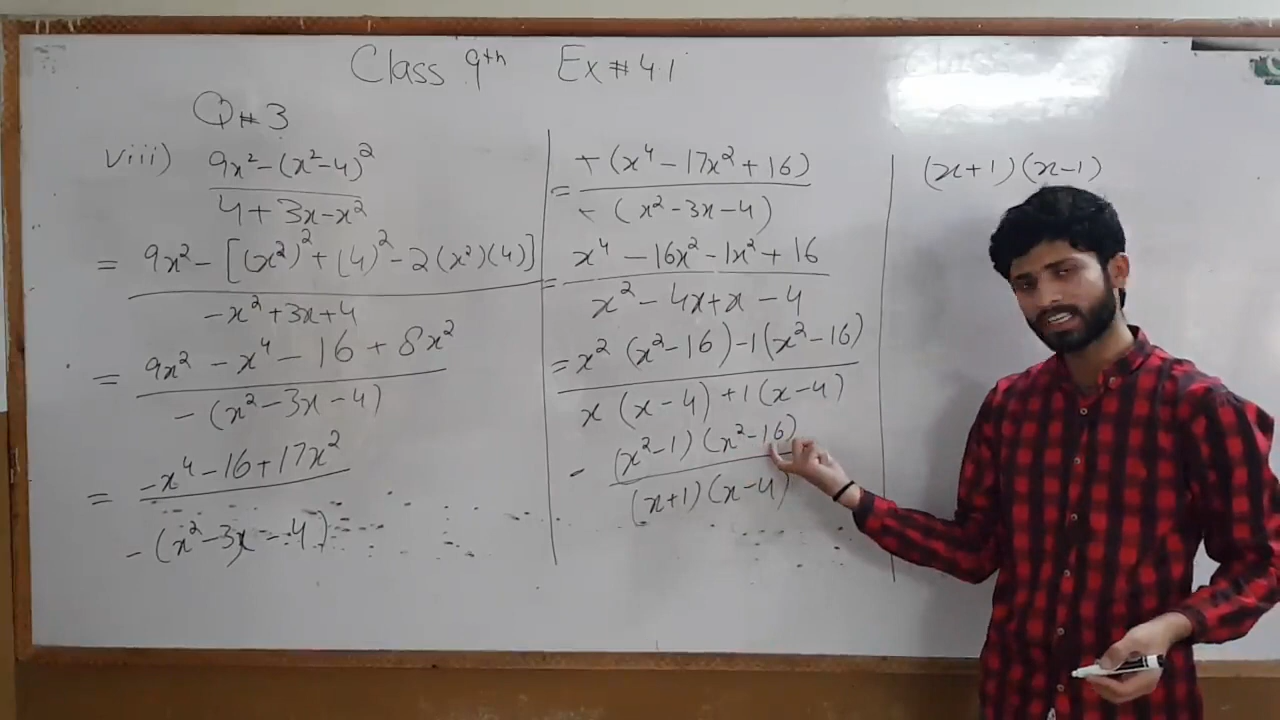 Class 9th Ex # 4.1
Q # 3
viii) 9x² - (x² - 4)²
4 + 3x - x²
= 9x² - [(x²)² + (4)² - 2(x²)(4)]
-x² + 3x + 4
= 9x² - x⁴ - 16 + 8x²
-(x² - 3x - 4)
= -x⁴ - 16 + 17x²
-(x² - 3x - 4)
= + (x⁴ - 17x² + 16)
+ (x² - 3x - 4)
= x⁴ - 16x² - 1x² + 16
x² - 4x + x - 4
= x² (x² - 16) - 1 (x² - 16)
x (x - 4) + 1 (x - 4)
- (x² - 1) (x² - 16)
(x + 1) (x - 4)
(x + 1) (x - 1)